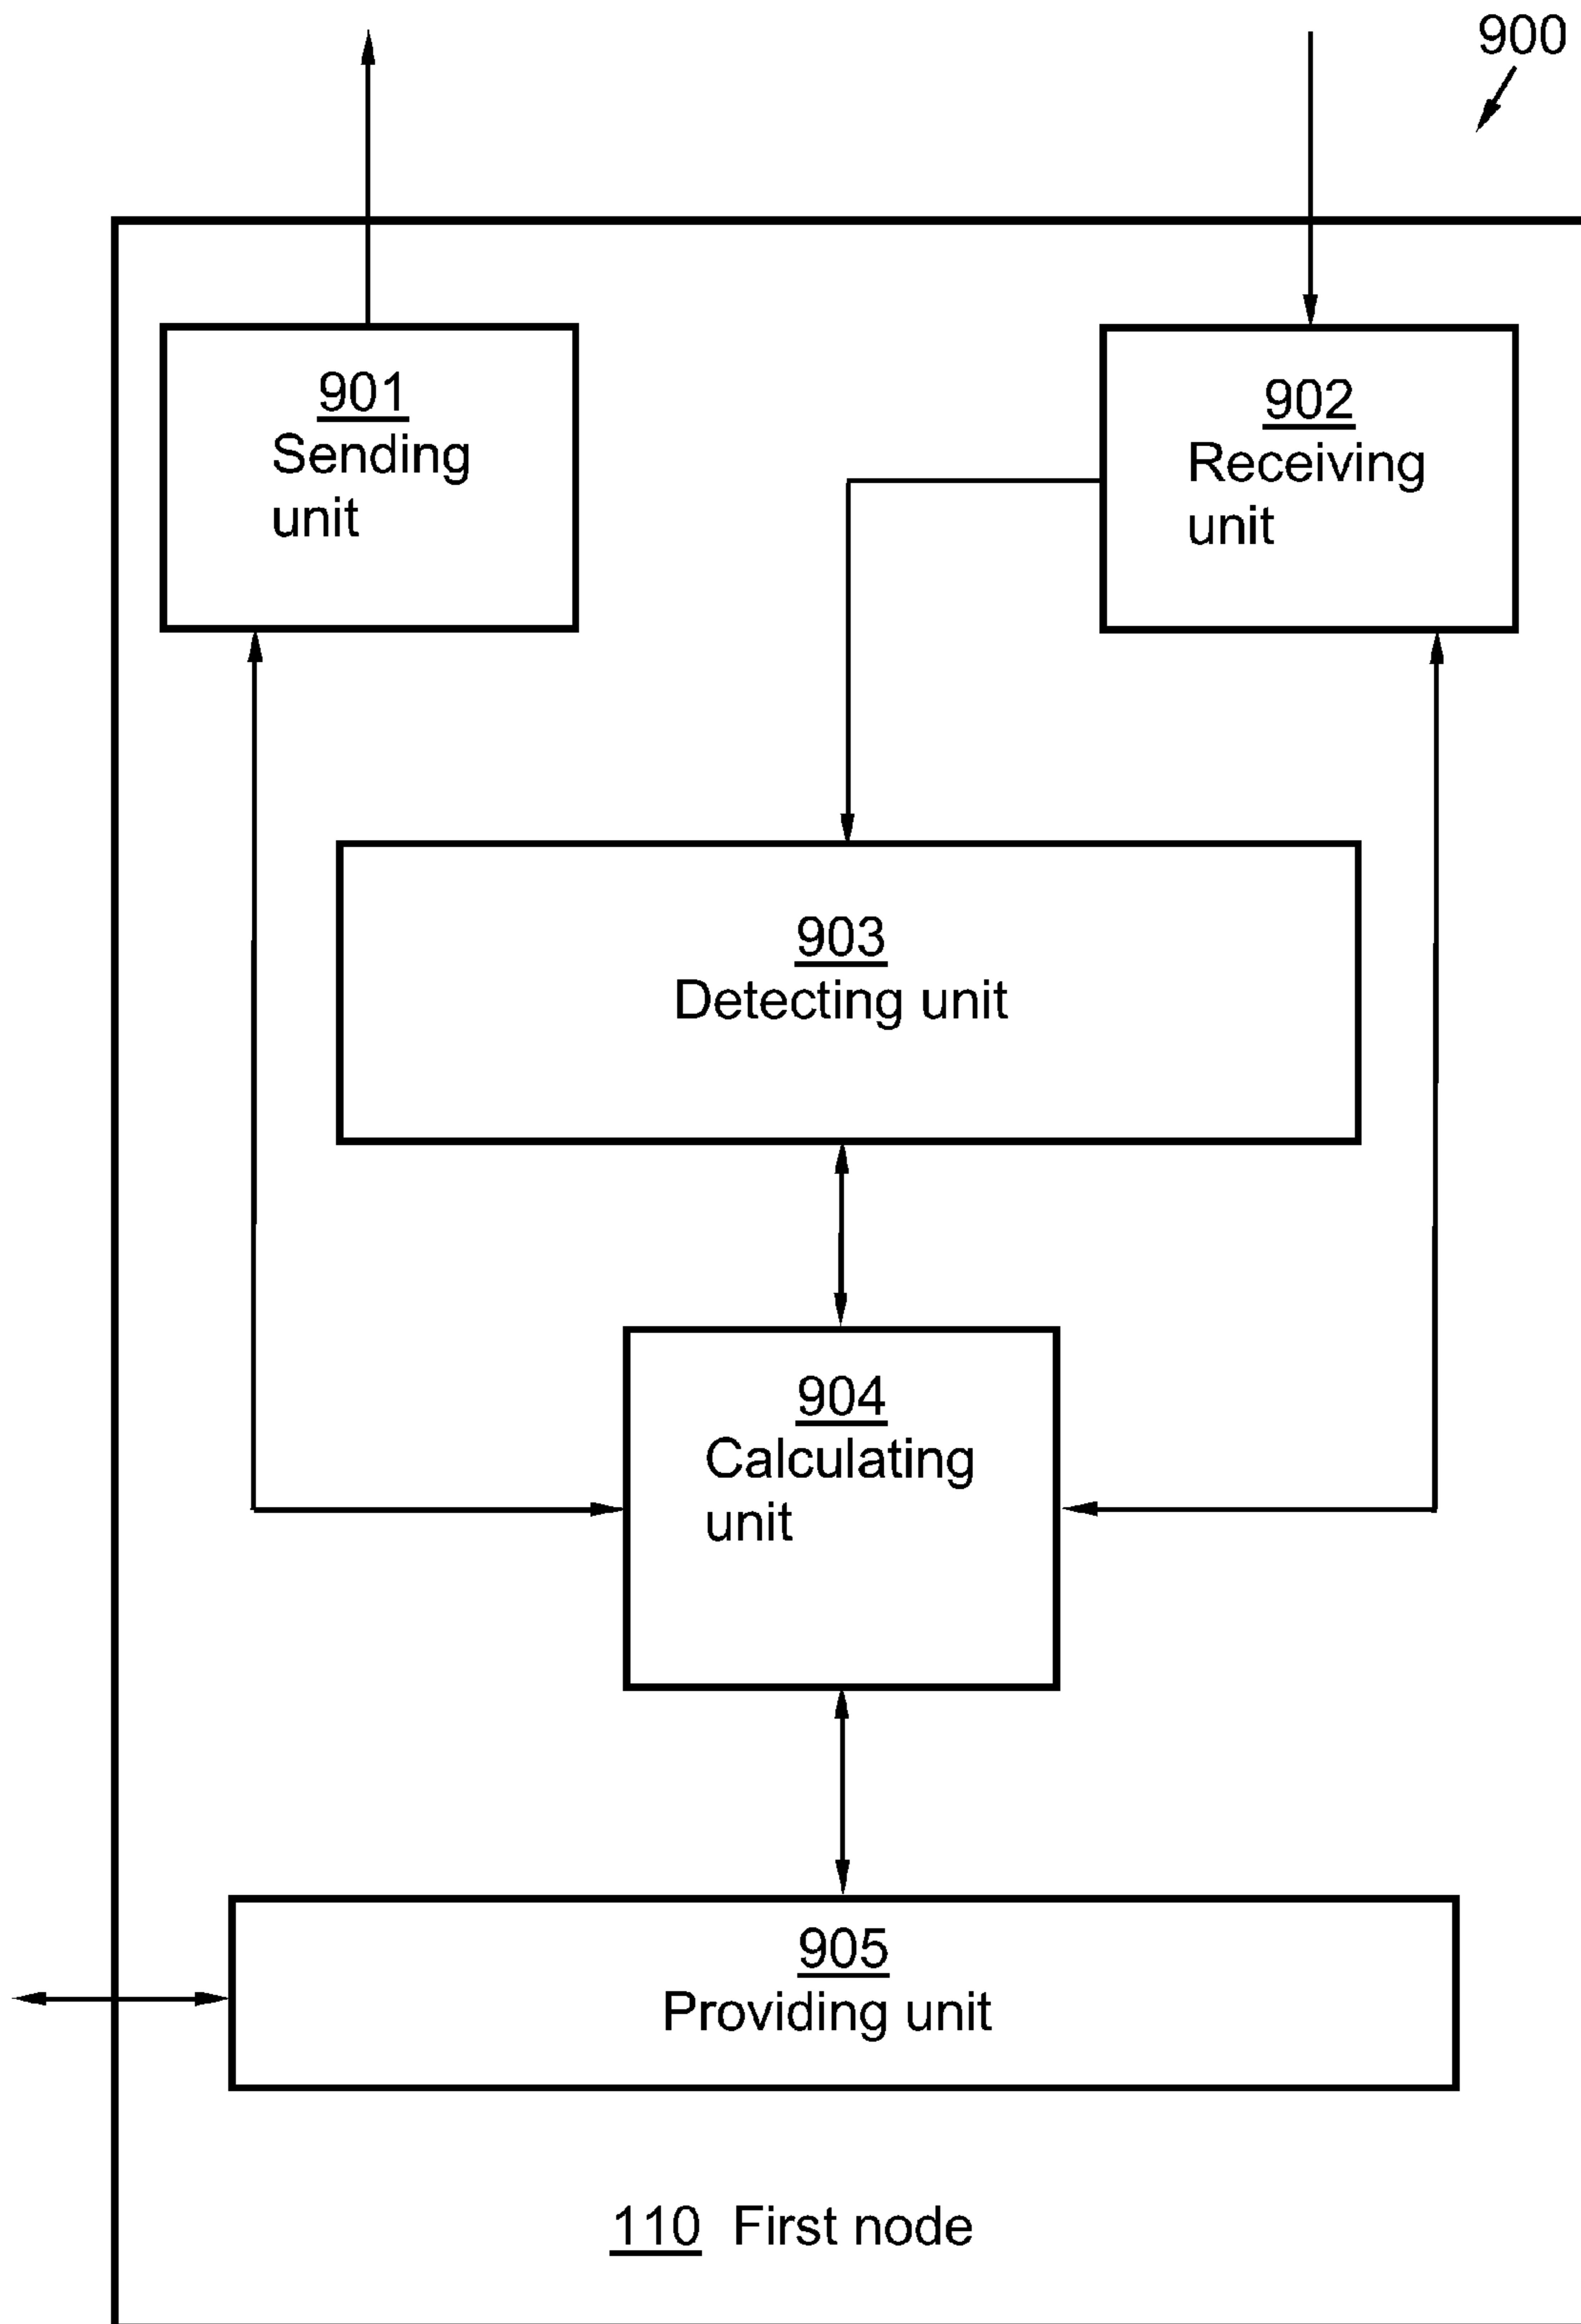 900
901
Sending
unit
902
Receiving
unit
903
Detecting unit
904
Calculating
unit
905
Providing unit
110 First node